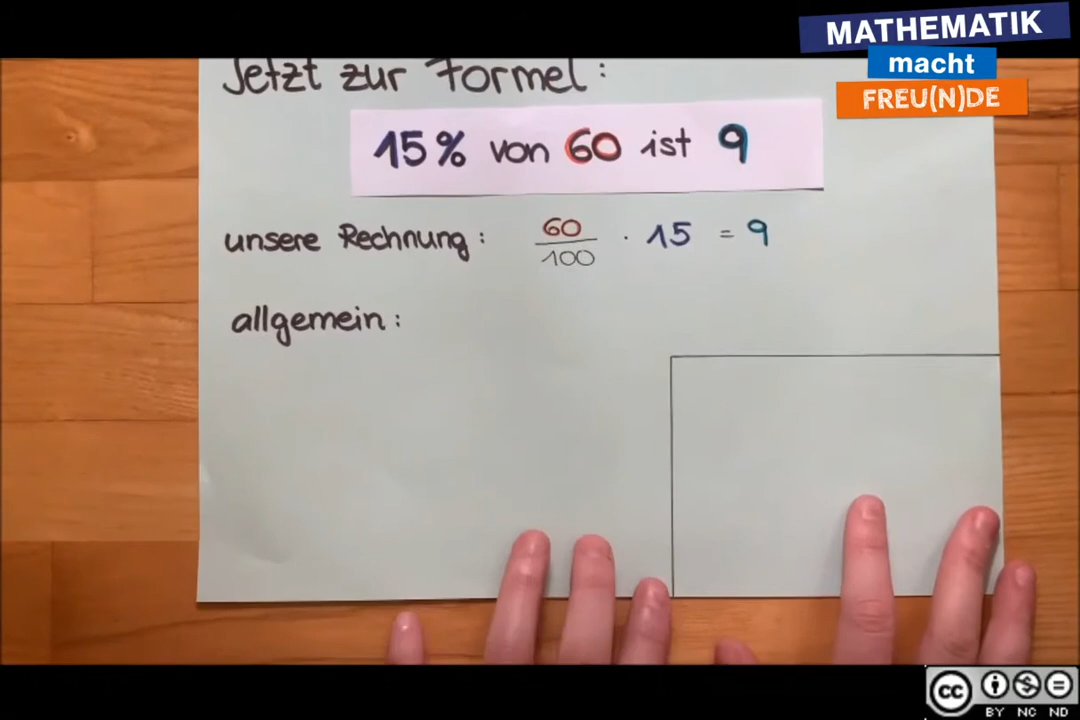 MATHEMATIK
macht
FREU(N)DE
Jetzt zur Formel:
15% von 60 ist 9
unsere Rechnung: 60/100 · 15 = 9
allgemein:
cc
BY NC ND